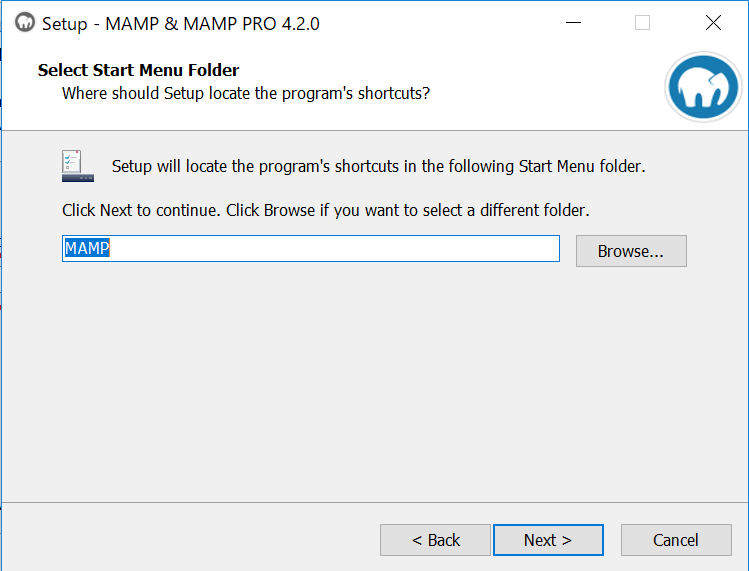 Setup - MAMP & MAMP PRO 4.2.0
Select Start Menu Folder
Where should Setup locate the program's shortcuts?
Setup will locate the program's shortcuts in the following Start Menu folder.
Click Next to continue. Click Browse if you want to select a different folder.
MAMP
Browse...
< Back
Next >
Cancel